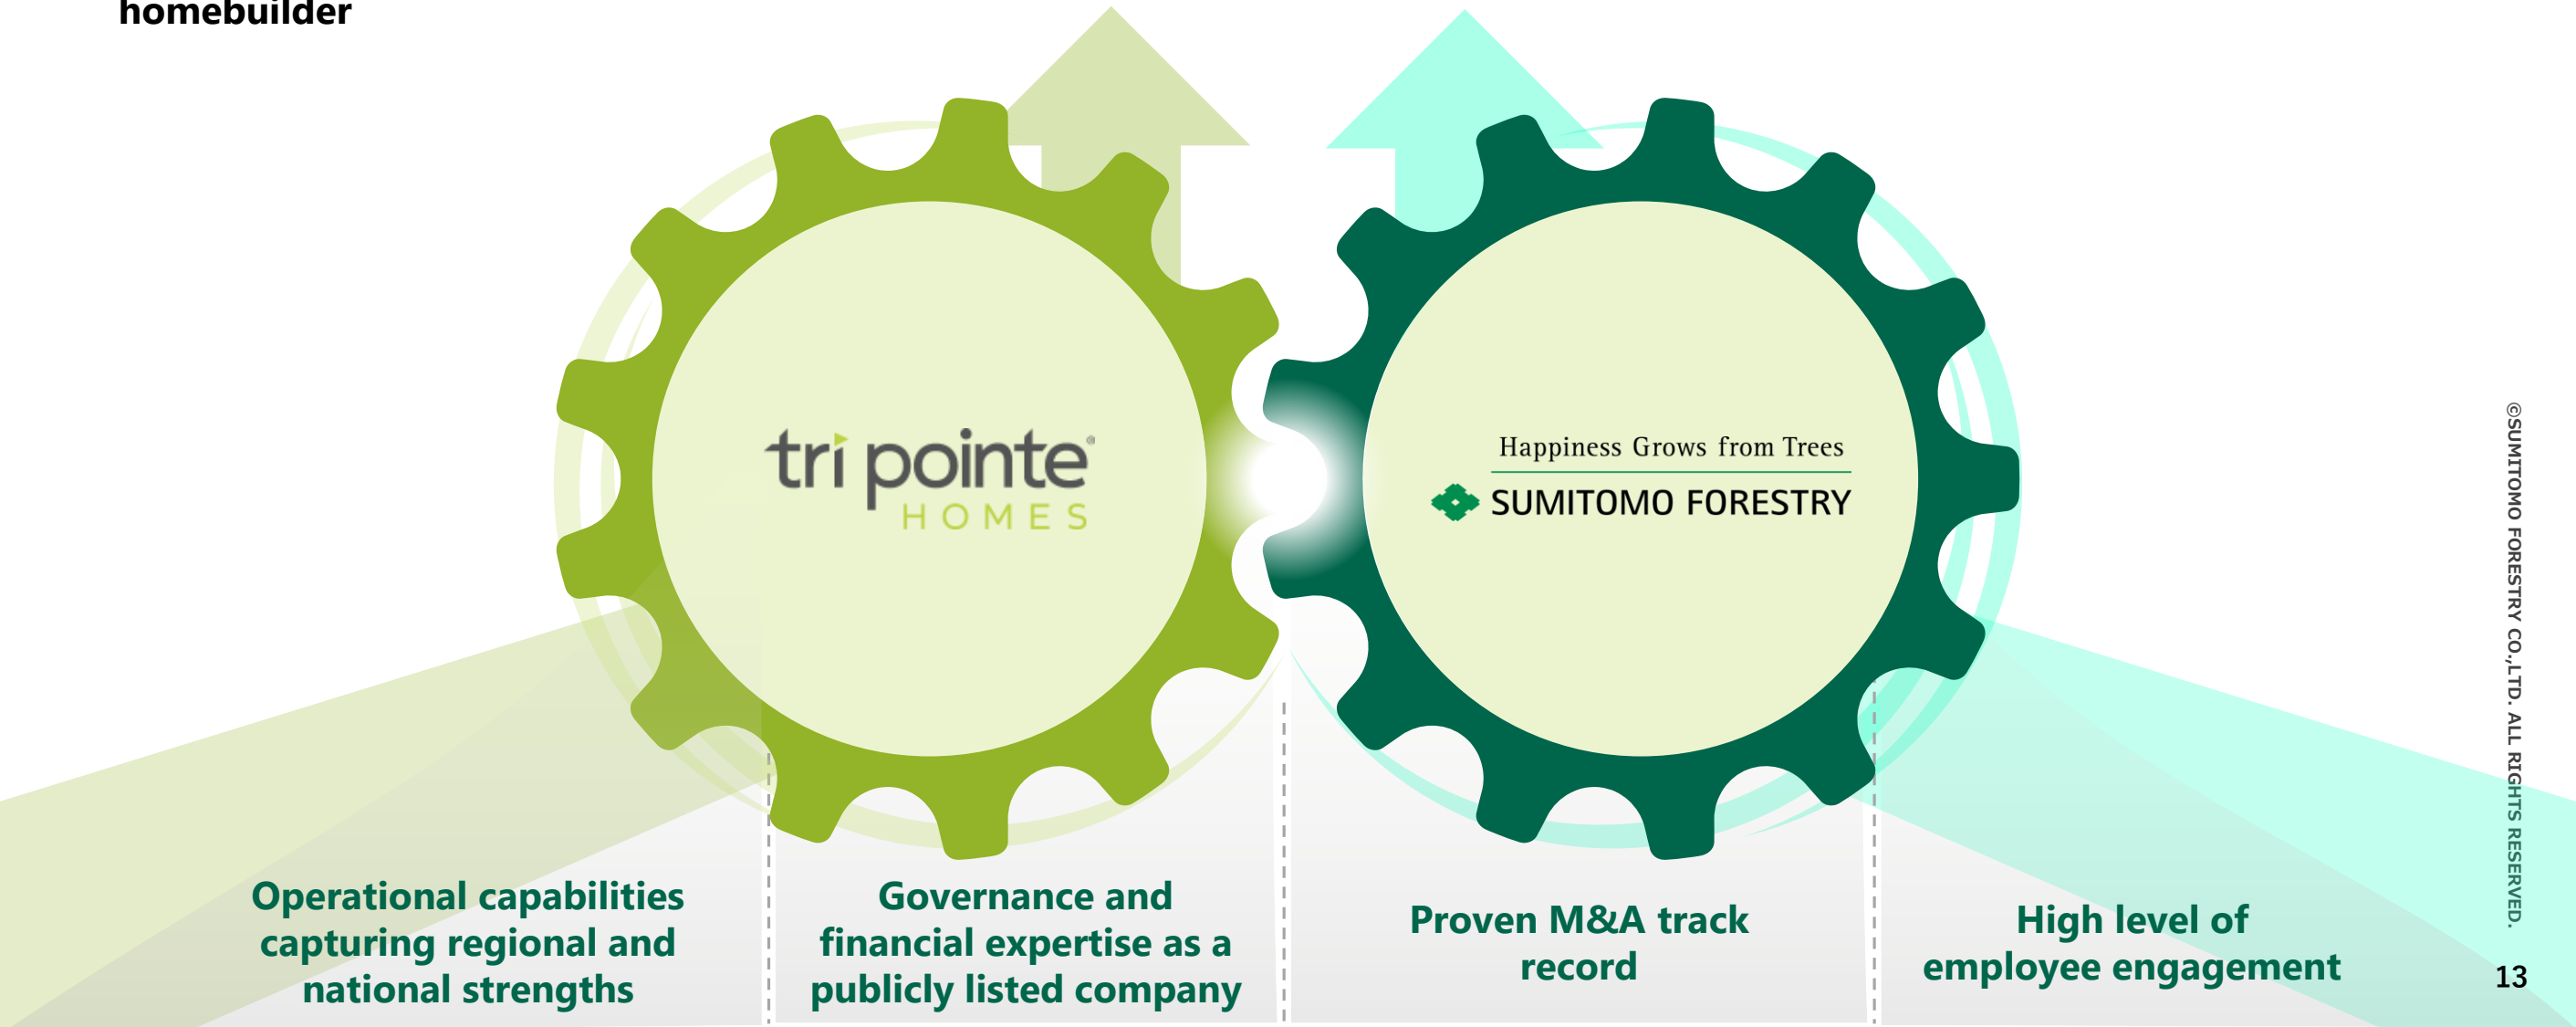 homebuilder
tri pointe®
HOMES
Happiness Grows from Trees
SUMITOMO FORESTRY
Operational capabilities
capturing regional and
national strengths
Governance and
financial expertise as a
publicly listed company
Proven M&A track
record
High level of
employee engagement
©SUMITOMO FORESTRY CO.,LTD. ALL RIGHTS RESERVED.
13